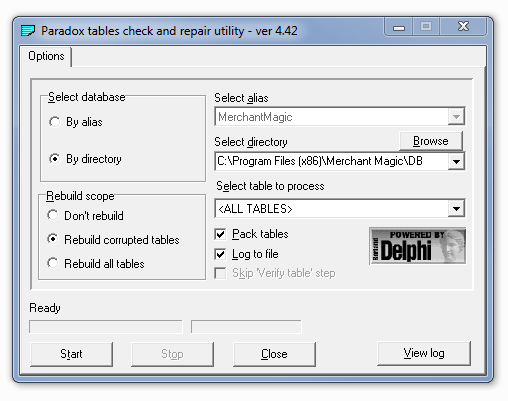 Paradox tables check and repair utility - ver 4.42
Options
Select database
By alias
By directory
Rebuild scope
Don't rebuild
Rebuild corrupted tables
Rebuild all tables
Select alias
MerchantMagic
Select directory
Browse
C:\Program Files (x86)\Merchant Magic\DB
Select table to process
<ALL TABLES>
Pack tables
Log to file
Skip 'Verify table' step
POWERED BY
Borland
Delphi
Ready
Start
Stop
Close
View log